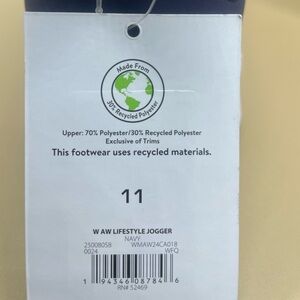 Made From
30% Recycled Polyester
Upper: 70% Polyester/30% Recycled Polyester
Exclusive of Trims
This footwear uses recycled materials.
11
W AW LIFESTYLE JOGGER
NAVY
25008058 WMAW24CA018
0024 WFQ
1 94346 08784 6
RN# 52469